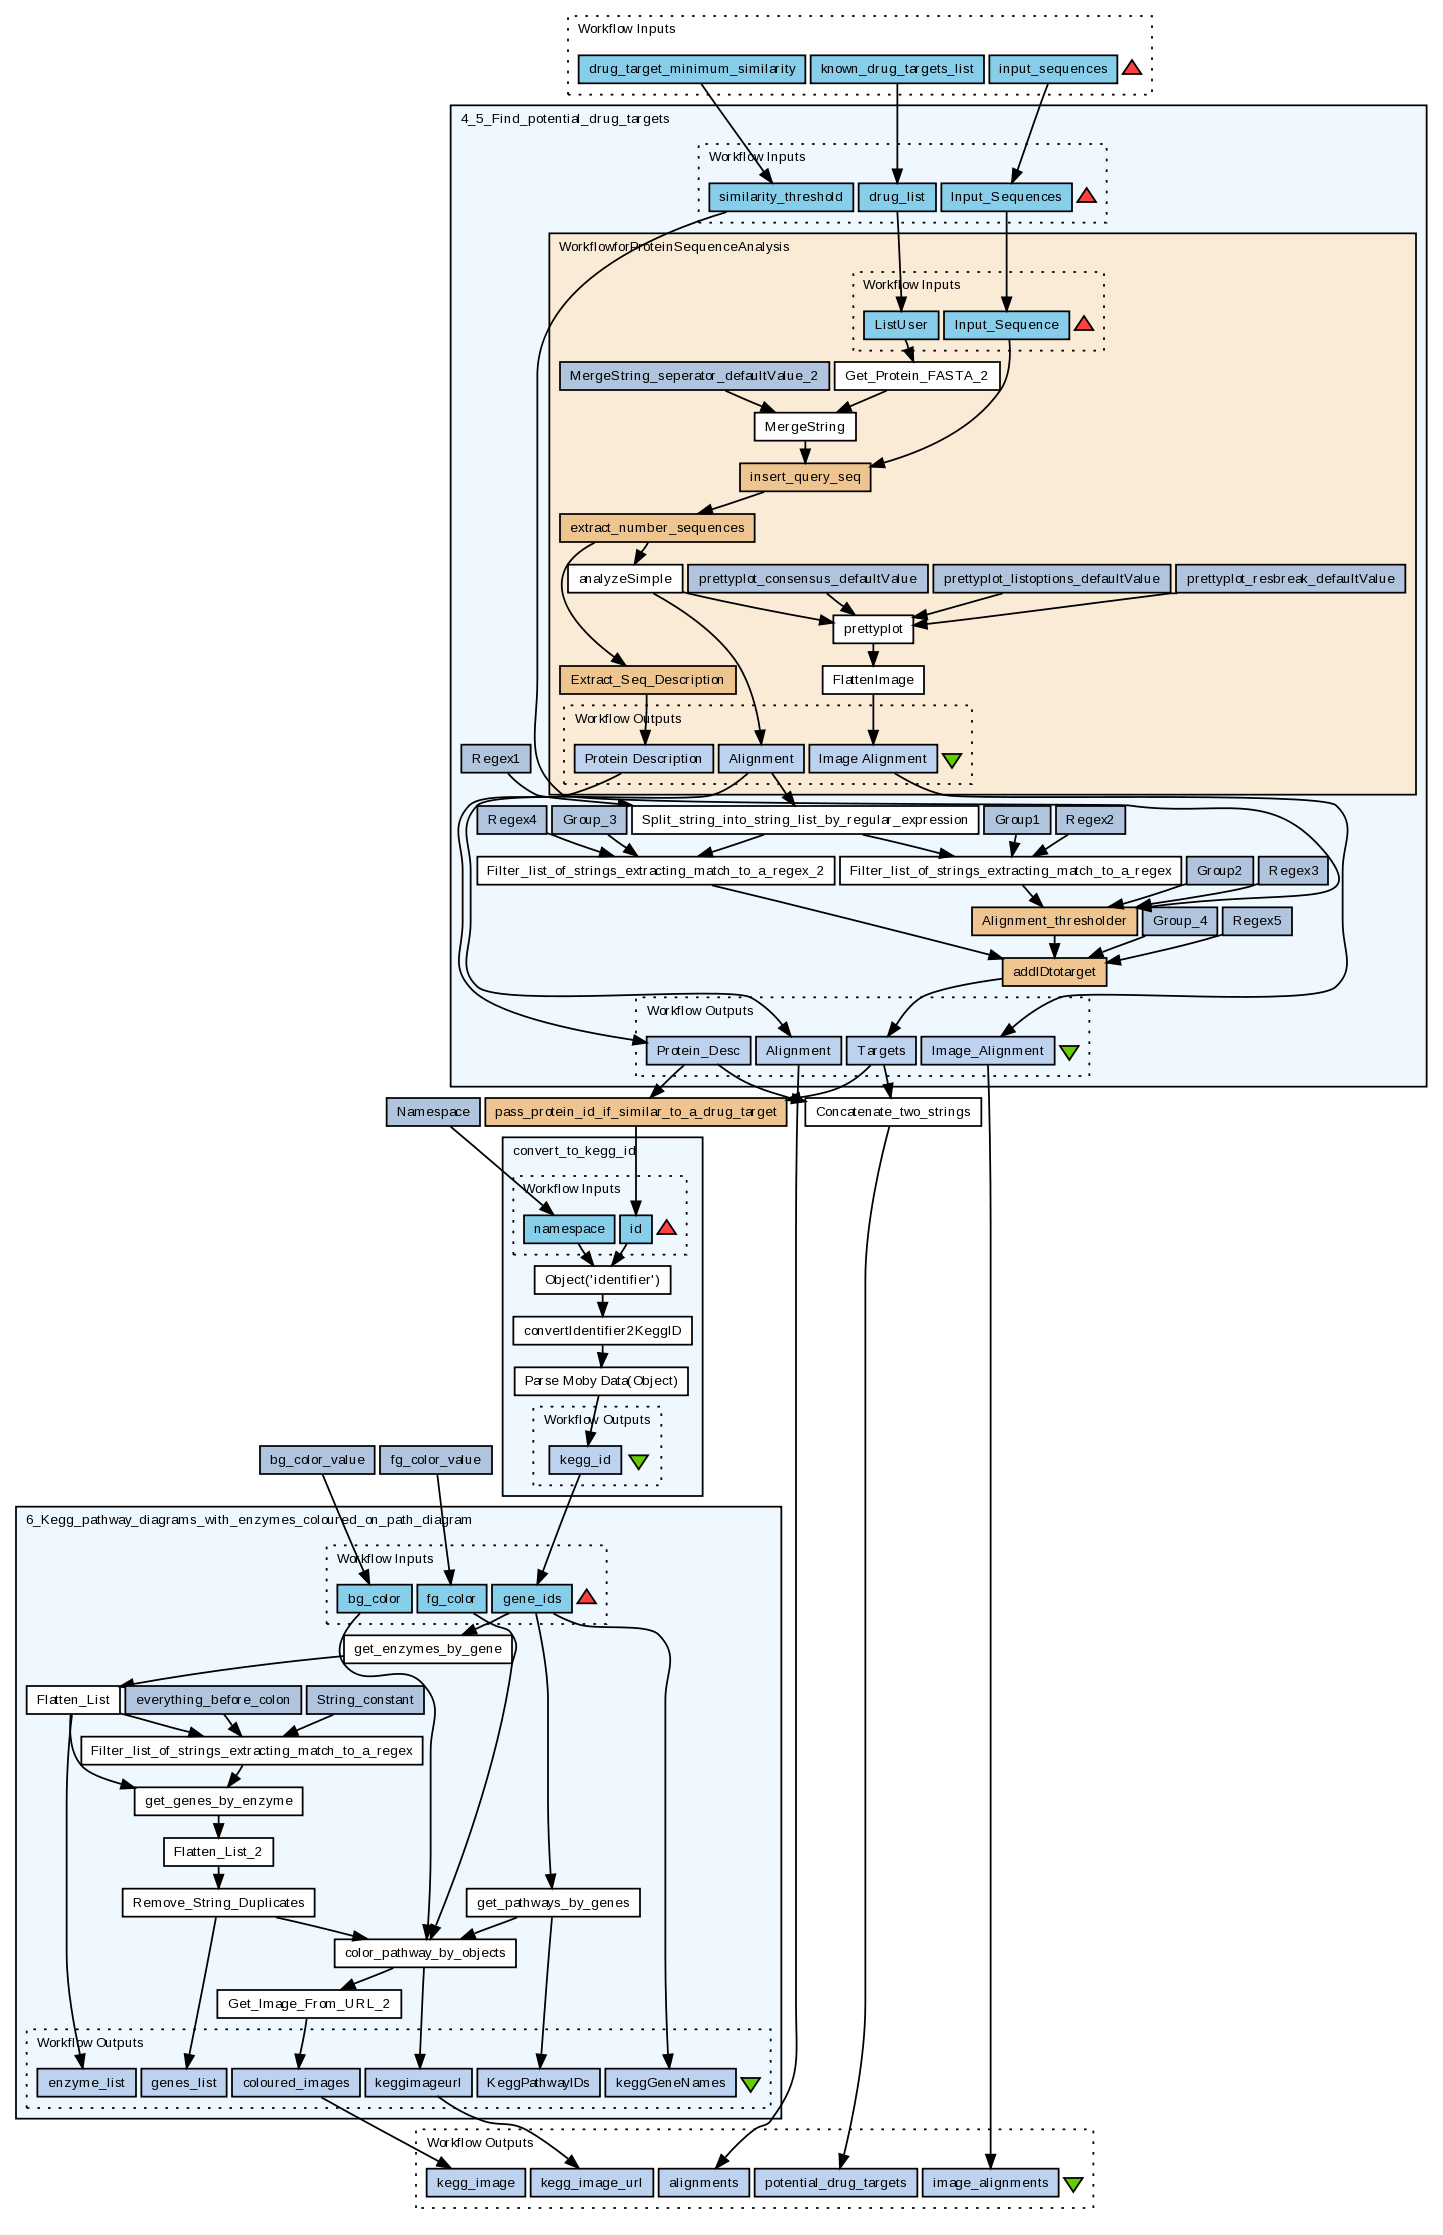 Workflow Inputs
drug_target_minimum_similarity
known_drug_targets_list
input_sequences
4_5_Find_potential_drug_targets
Workflow Inputs
similarity_threshold
drug_list
Input_Sequences
WorkflowforProteinSequenceAnalysis
Workflow Inputs
ListUser
Input_Sequence
MergeString_seperator_defaultValue_2
Get_Protein_FASTA_2
MergeString
insert_query_seq
extract_number_sequences
analyzeSimple
prettyplot_consensus_defaultValue
prettyplot_listoptions_defaultValue
prettyplot_resbreak_defaultValue
prettyplot
Extract_Seq_Description
FlattenImage
Workflow Outputs
Regex1
Protein Description
Alignment
Image Alignment
Regex4
Group_3
Split_string_into_string_list_by_regular_expression
Group1
Regex2
Filter_list_of_strings_extracting_match_to_a_regex_2
Filter_list_of_strings_extracting_match_to_a_regex
Group2
Regex3
Alignment_thresholder
Group_4
Regex5
addIDtotarget
Workflow Outputs
Protein_Desc
Alignment
Targets
Image_Alignment
Namespace
pass_protein_id_if_similar_to_a_drug_target
Concatenate_two_strings
convert_to_kegg_id
Workflow Inputs
namespace
id
Object('identifier')
convertIdentifier2KeggID
Parse Moby Data(Object)
Workflow Outputs
bg_color_value
fg_color_value
kegg_id
6_Kegg_pathway_diagrams_with_enzymes_coloured_on_path_diagram
Workflow Inputs
bg_color
fg_color
gene_ids
get_enzymes_by_gene
Flatten_List
everything_before_colon
String_constant
Filter_list_of_strings_extracting_match_to_a_regex
get_genes_by_enzyme
Flatten_List_2
Remove_String_Duplicates
get_pathways_by_genes
color_pathway_by_objects
Get_Image_From_URL_2
Workflow Outputs
enzyme_list
genes_list
coloured_images
keggimageurl
KeggPathwayIDs
keggGeneNames
Workflow Outputs
kegg_image
kegg_image_url
alignments
potential_drug_targets
image_alignments